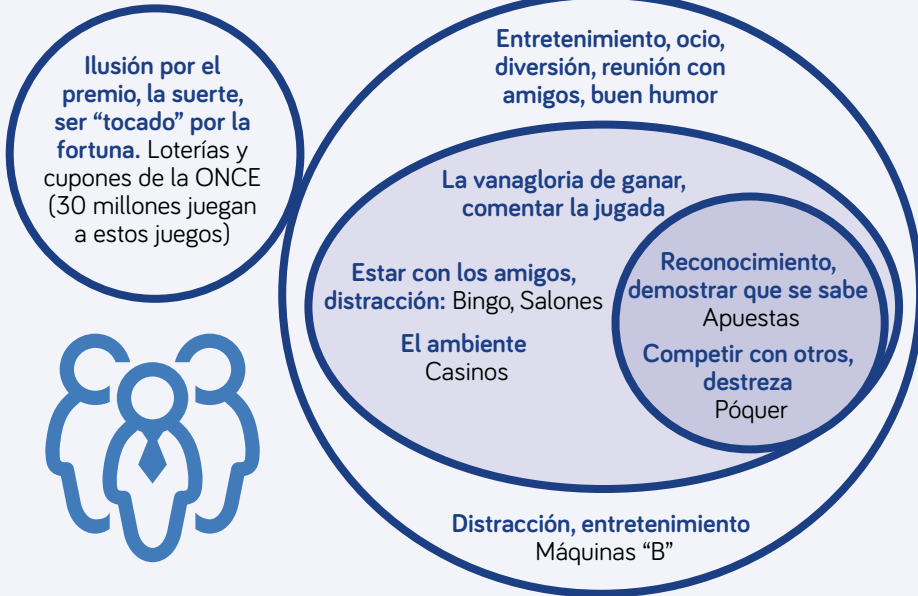 Ilusión por el
premio, la suerte,
ser “tocado” por la
fortuna. Loterías y
cupones de la ONCE
(30 millones juegan
a estos juegos)
Entretenimiento, ocio,
diversión, reunión con
amigos, buen humor
La vanagloria de ganar,
comentar la jugada
Estar con los amigos,
distracción: Bingo, Salones
El ambiente
Casinos
Reconocimiento,
demostrar que se sabe
Apuestas
Competir con otros,
destreza
Póquer
Distracción, entretenimiento
Máquinas “B”